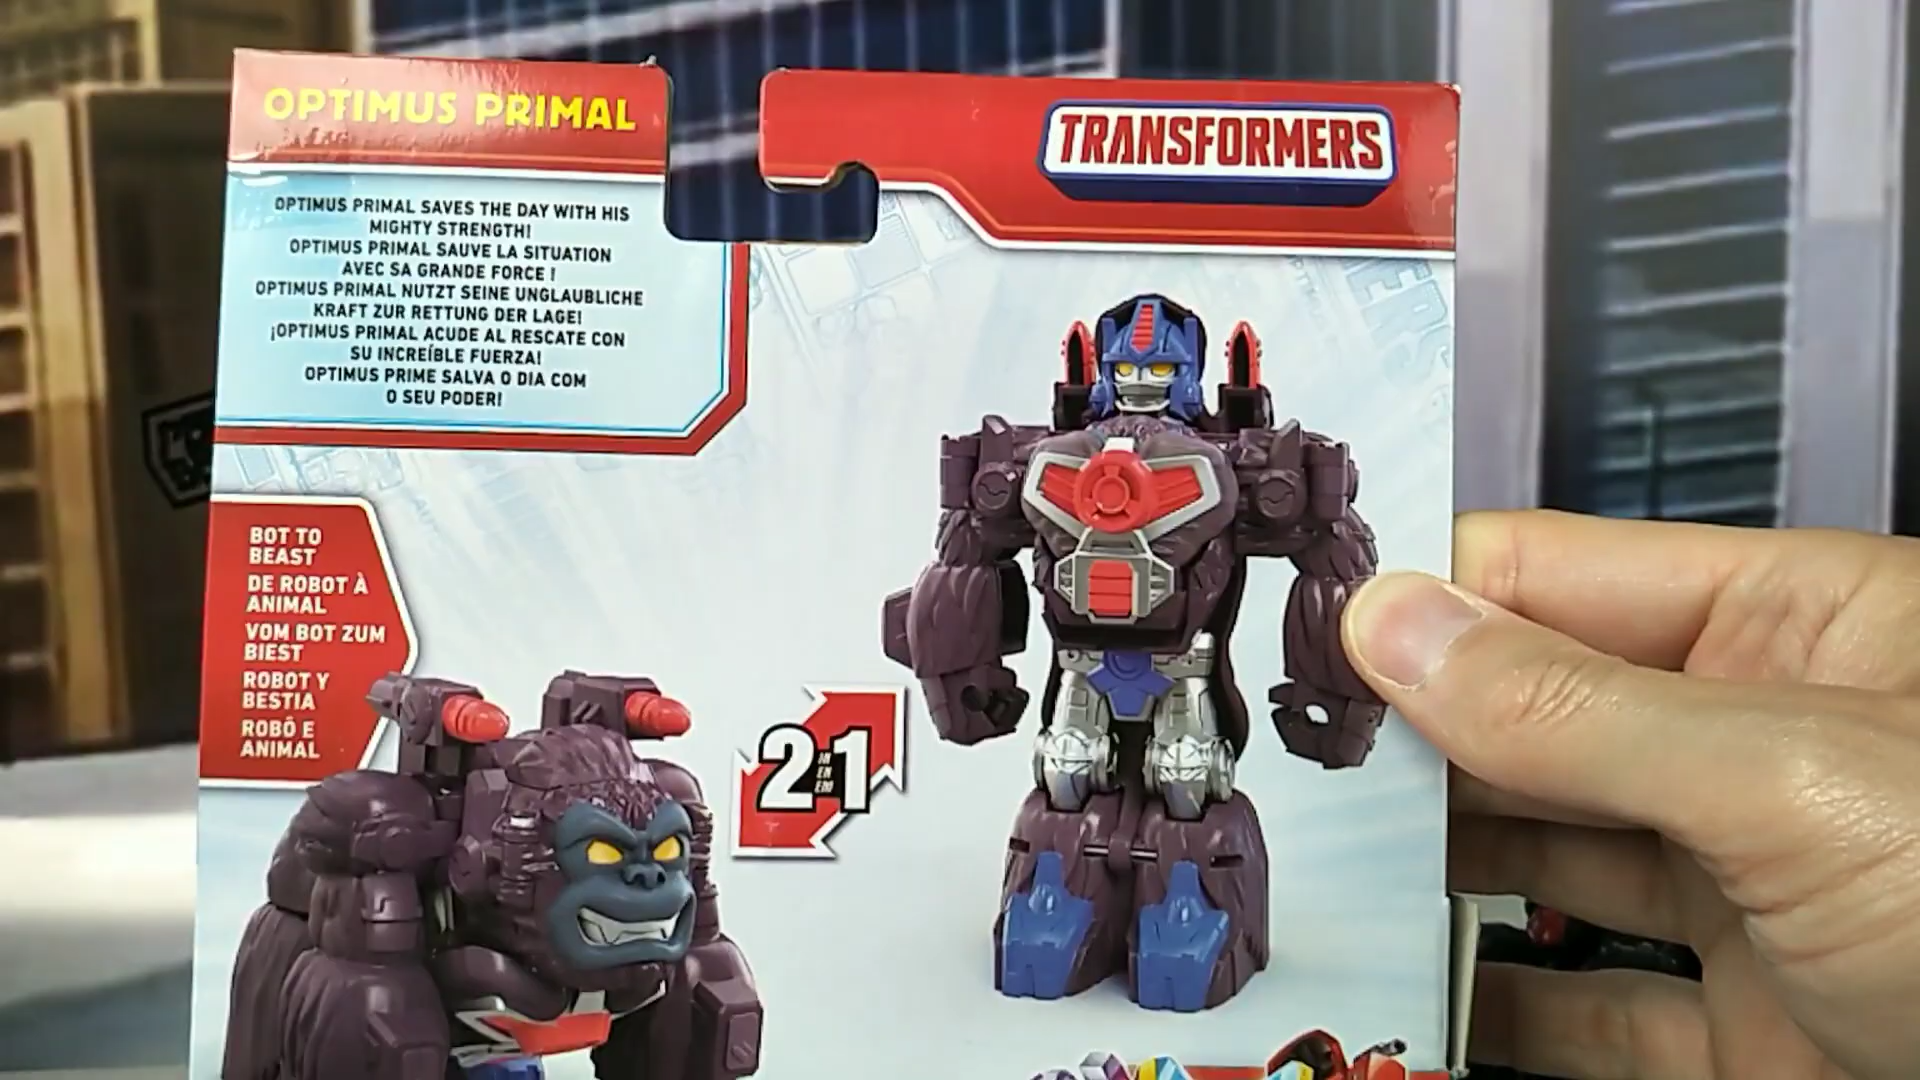 OPTIMUS PRIMAL
TRANSFORMERS
OPTIMUS PRIMAL SAVES THE DAY WITH HIS
MIGHTY STRENGTH!
OPTIMUS PRIMAL SAUVE LA SITUATION
AVEC SA GRANDE FORCE !
OPTIMUS PRIMAL NUTZT SEINE UNGLAUBLICHE
KRAFT ZUR RETTUNG DER LAGE!
¡OPTIMUS PRIMAL ACUDE AL RESCATE CON
SU INCREÍBLE FUERZA!
OPTIMUS PRIME SALVA O DIA COM
O SEU PODER!
BOT TO
BEAST
DE ROBOT À
ANIMAL
VOM BOT ZUM
BIEST
ROBOT Y
BESTIA
ROBÔ E
ANIMAL
2 IN EN EM 1